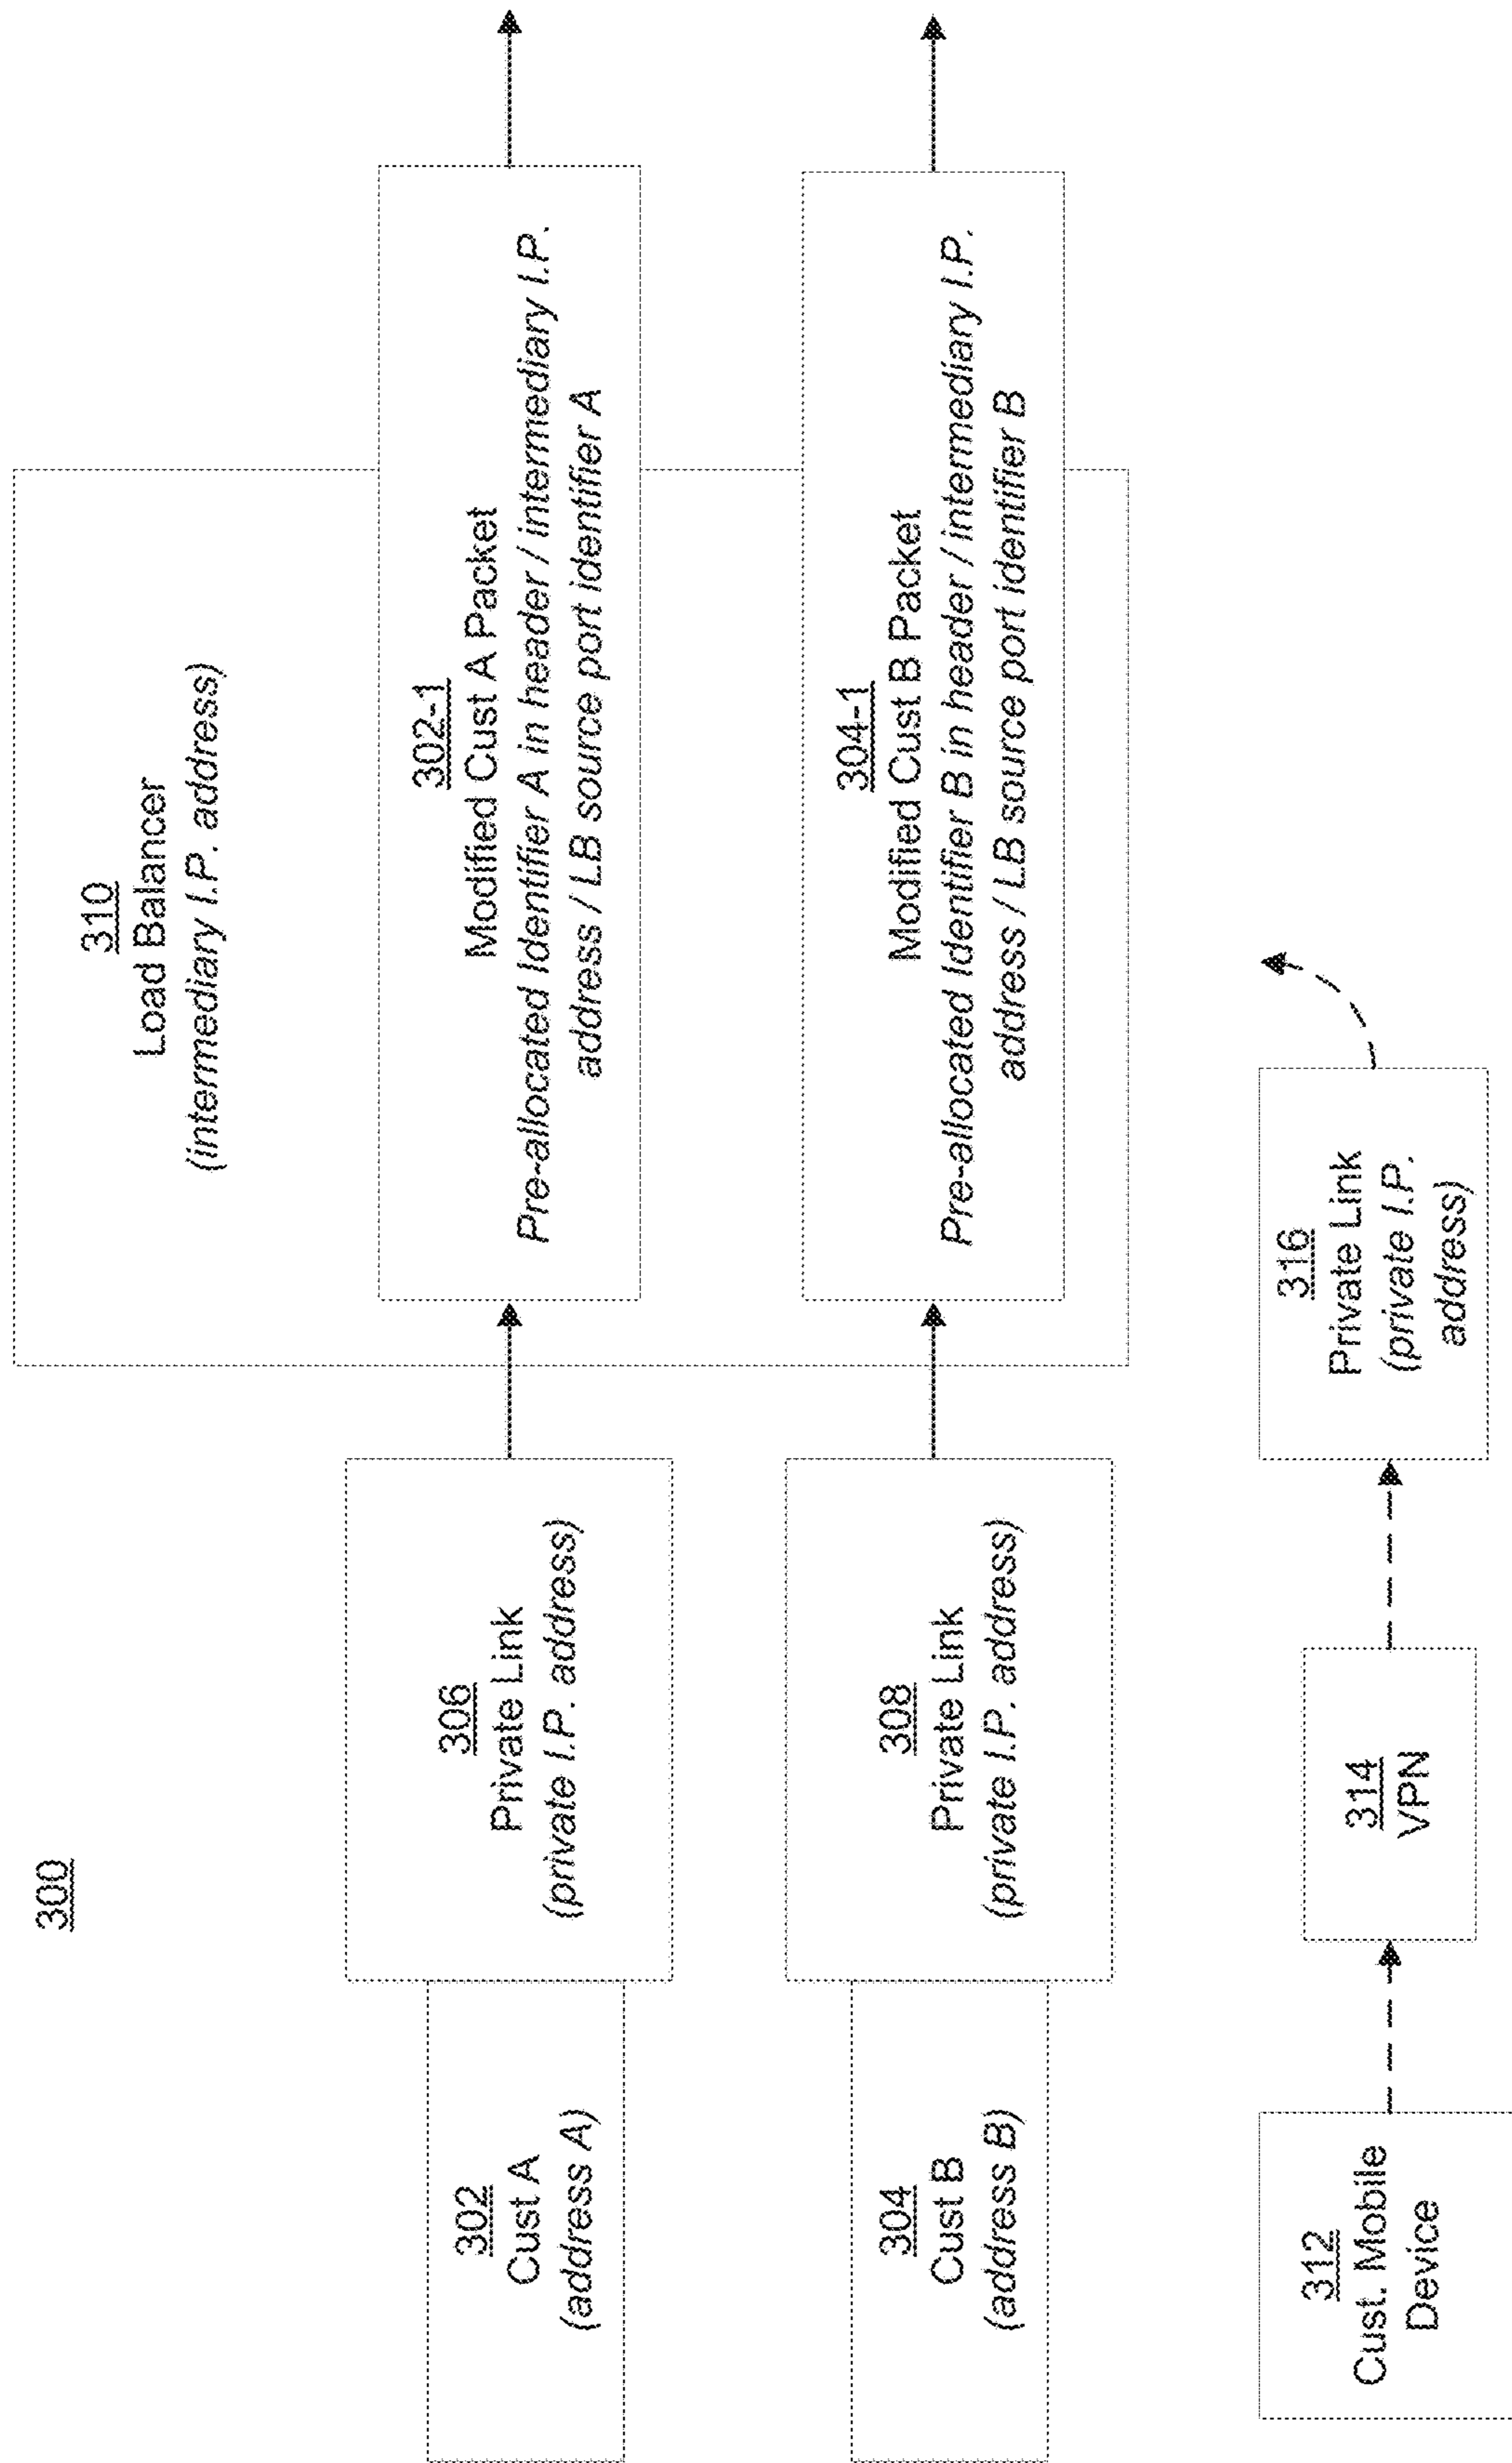 300
310
Load Balancer
(intermediary I.P. address)
302
Cust A
(address A)
306
Private Link
(private I.P. address)
302-1
Modified Cust A Packet
Pre-allocated Identifier A in header / intermediary I.P.
address / LB source port identifier A
304
Cust B
(address B)
308
Private Link
(private I.P. address)
304-1
Modified Cust B Packet
Pre-allocated Identifier B in header / intermediary I.P.
address / LB source port identifier B
312
Cust. Mobile
Device
314
VPN
316
Private Link
(private I.P.
address)